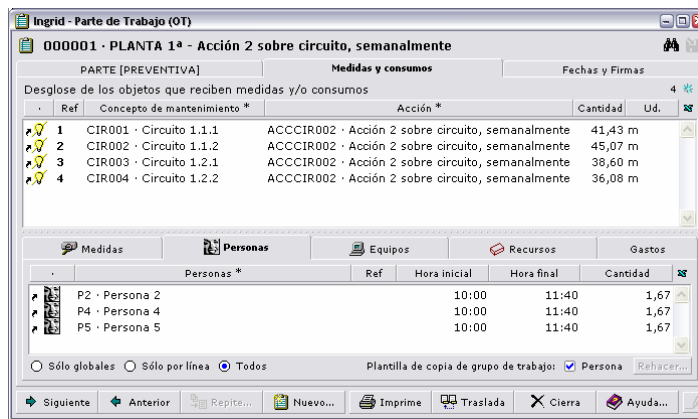 Ingrid - Parte de Trabajo (OT)
000001 · PLANTA 1ª - Acción 2 sobre circuito, semanalmente
PARTE [PREVENTIVA] Medidas y consumos Fechas y Firmas
Desglose de los objetos que reciben medidas y/o consumos 4
· Ref Concepto de mantenimiento * Acción * Cantidad Ud.
1 CIR001 · Circuito 1.1.1 ACCCIR002 · Acción 2 sobre circuito, semanalmente 41,43 m
2 CIR002 · Circuito 1.1.2 ACCCIR002 · Acción 2 sobre circuito, semanalmente 45,07 m
3 CIR003 · Circuito 1.2.1 ACCCIR002 · Acción 2 sobre circuito, semanalmente 38,60 m
4 CIR004 · Circuito 1.2.2 ACCCIR002 · Acción 2 sobre circuito, semanalmente 36,08 m
Medidas Personas Equipos Recursos Gastos
· Personas * Ref Hora inicial Hora final Cantidad
P2 · Persona 2 10:00 11:40 1,67
P4 · Persona 4 10:00 11:40 1,67
P5 · Persona 5 10:00 11:40 1,67
Sólo globales Sólo por línea Todos Plantilla de copia de grupo de trabajo: Persona Rehacer...
Siguiente Anterior Repite... Nuevo... Imprime Traslada Cierra Ayuda...